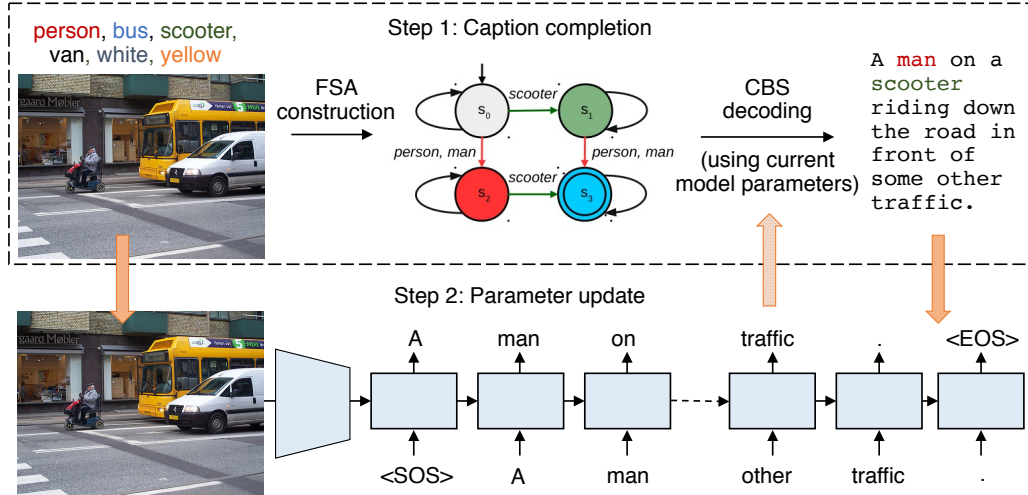 person, bus, scooter,
van, white, yellow
Step 1: Caption completion
FSA
construction
scooter
s0
s1
person, man
person, man
scooter
s2
s3
CBS
decoding
(using current
model parameters)
A man on a
scooter
riding down
the road in
front of
some other
traffic.
Step 2: Parameter update
A
man
on
traffic
.
<EOS>
<SOS>
A
man
other
traffic
.